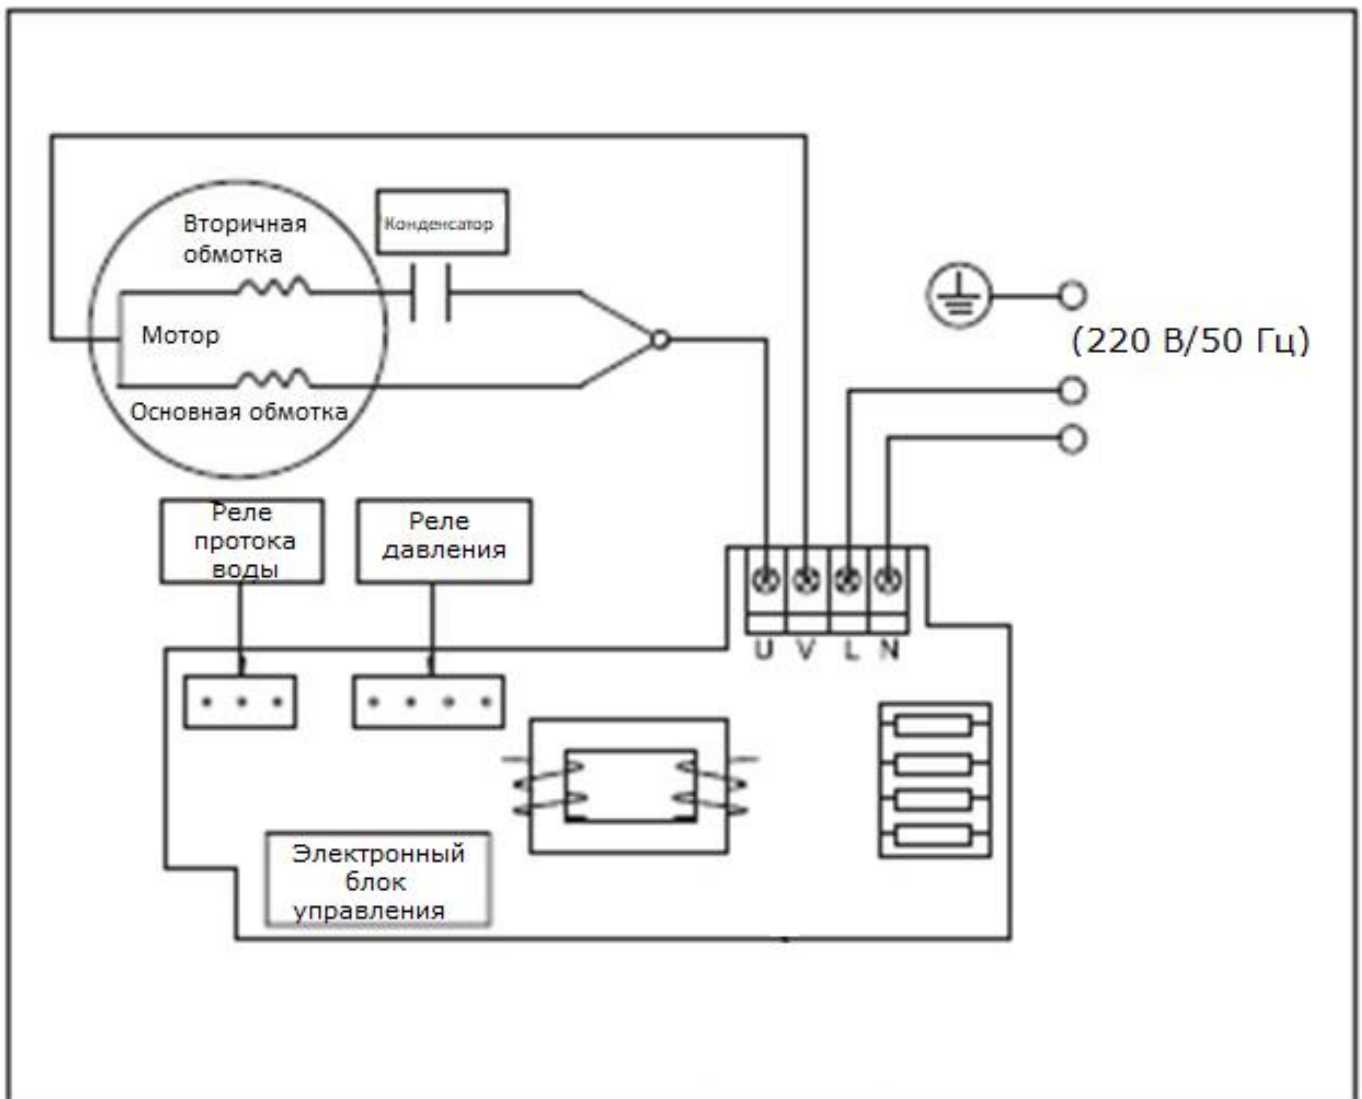 Вторичная
обмотка
Конденсатор
Мотор
(220 В/50 Гц)
Основная обмотка
Реле
протока
воды
Реле
давления
U V L N
Электронный
блок
управления